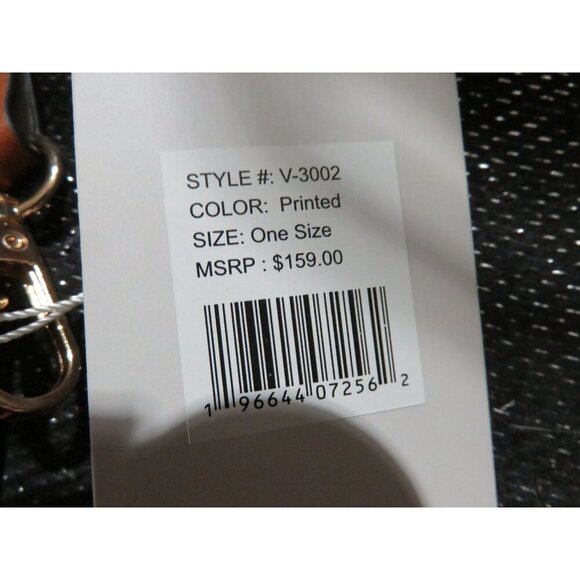 STYLE #: V-3002
COLOR: Printed
SIZE: One Size
MSRP : $159.00
1 96644 07256 2